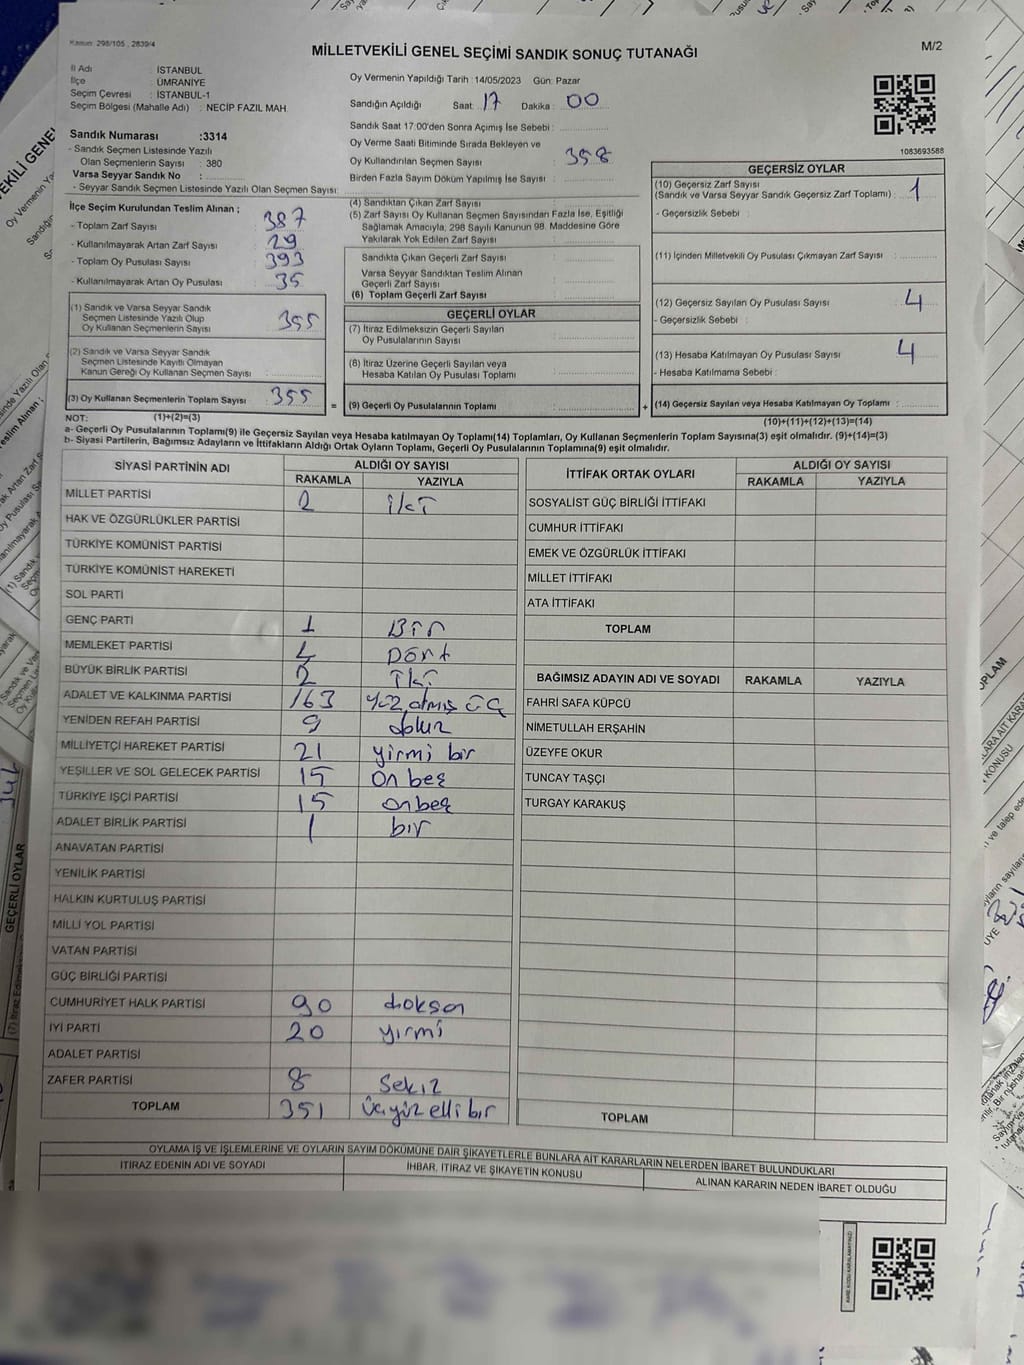 Kanun: 298/105 , 2839/4
MİLLETVEKİLİ GENEL SEÇİMİ SANDIK SONUÇ TUTANAĞI
M/2
İl Adı : İSTANBUL
İlçe : ÜMRANİYE
Seçim Çevresi : İSTANBUL-1
Seçim Bölgesi (Mahalle Adı) : NECİP FAZIL MAH.
Oy Vermenin Yapıldığı Tarih : 14/05/2023 Gün: Pazar
Sandığın Açıldığı Saat : 17 Dakika : 00
Sandık Saat 17:00'den Sonra Açımış İse Sebebi :
Oy Verme Saati Bitiminde Sırada Bekleyen ve
Oy Kullandırılan Seçmen Sayısı : 358
Birden Fazla Sayım Döküm Yapılmış İse Sayısı :
1083693588
Sandık Numarası :3314
- Sandık Seçmen Listesinde Yazılı
Olan Seçmenlerin Sayısı : 380
Varsa Seyyar Sandık No :
- Seyyar Sandık Seçmen Listesinde Yazılı Olan Seçmen Sayısı:
İlçe Seçim Kurulundan Teslim Alınan ;
- Toplam Zarf Sayısı : 387
- Kullanılmayarak Artan Zarf Sayısı : 29
- Toplam Oy Pusulası Sayısı : 393
- Kullanılmayarak Artan Oy Pusulası : 35
(1) Sandık ve Varsa Seyyar Sandık
Seçmen Listesinde Yazılı Olup
Oy Kullanan Seçmenlerin Sayısı : 355
(2) Sandık ve Varsa Seyyar Sandık
Seçmen Listesinde Kayıtlı Olmayan
Kanun Gereği Oy Kullanan Seçmen Sayısı :
(3) Oy Kullanan Seçmenlerin Toplam Sayısı : 355
(4) Sandıktan Çıkan Zarf Sayısı :
(5) Zarf Sayısı Oy Kullanan Seçmen Sayısından Fazla İse, Eşitliği
Sağlamak Amacıyla; 298 Sayılı Kanunun 98. Maddesine Göre
Yakılarak Yok Edilen Zarf Sayısı :
Sandıkta Çıkan Geçerli Zarf Sayısı :
Varsa Seyyar Sandıktan Teslim Alınan
Geçerli Zarf Sayısı :
(6) Toplam Geçerli Zarf Sayısı :
GEÇERLİ OYLAR
(7) İtiraz Edilmeksizin Geçerli Sayılan
Oy Pusulalarının Sayısı :
(8) İtiraz Üzerine Geçerli Sayılan veya
Hesaba Katılan Oy Pusulası Toplamı :
= (9) Geçerli Oy Pusulalarının Toplamı : +
GEÇERSİZ OYLAR
(10) Geçersiz Zarf Sayısı
(Sandık ve Varsa Seyyar Sandık Geçersiz Zarf Toplamı) : 1
- Geçersizlik Sebebi :
(11) İçinden Milletvekili Oy Pusulası Çıkmayan Zarf Sayısı :
(12) Geçersiz Sayılan Oy Pusulası Sayısı : 4
- Geçersizlik Sebebi :
(13) Hesaba Katılmayan Oy Pusulası Sayısı : 4
- Hesaba Katılmama Sebebi :
(14) Geçersiz Sayılan veya Hesaba Katılmayan Oy Toplamı :
NOT: (1)+(2)=(3)
(10)+(11)+(12)+(13)=(14)
a- Geçerli Oy Pusulalarının Toplamı(9) ile Geçersiz Sayılan veya Hesaba katılmayan Oy Toplamı(14) Toplamları, Oy Kullanan Seçmenlerin Toplam Sayısına(3) eşit olmalıdır. (9)+(14)=(3)
b- Siyasi Partilerin, Bağımsız Adayların ve İttifakların Aldığı Ortak Oyların Toplamı, Geçerli Oy Pusulalarının Toplamına(9) eşit olmalıdır.
SİYASİ PARTİNİN ADI ALDIĞI OY SAYISI
RAKAMLA YAZIYLA
MİLLET PARTİSİ 2 iki
HAK VE ÖZGÜRLÜKLER PARTİSİ
TÜRKİYE KOMÜNİST PARTİSİ
TÜRKİYE KOMÜNİST HAREKETİ
SOL PARTİ
GENÇ PARTİ 1 Bir
MEMLEKET PARTİSİ 4 Dört
BÜYÜK BİRLİK PARTİSİ 2 iki
ADALET VE KALKINMA PARTİSİ 163 yüz atmış üç
YENİDEN REFAH PARTİSİ 9 dokuz
MİLLİYETÇİ HAREKET PARTİSİ 21 yirmi bir
YEŞİLLER VE SOL GELECEK PARTİSİ 15 on beş
TÜRKİYE İŞÇİ PARTİSİ 15 onbeş
ADALET BİRLİK PARTİSİ 1 bir
ANAVATAN PARTİSİ
YENİLİK PARTİSİ
HALKIN KURTULUŞ PARTİSİ
MİLLİ YOL PARTİSİ
VATAN PARTİSİ
GÜÇ BİRLİĞİ PARTİSİ
CUMHURİYET HALK PARTİSİ 90 doksan
İYİ PARTİ 20 yirmi
ADALET PARTİSİ
ZAFER PARTİSİ 8 Sekiz
TOPLAM 351 üçyüz elli bir
İTTİFAK ORTAK OYLARI ALDIĞI OY SAYISI
RAKAMLA YAZIYLA
SOSYALİST GÜÇ BİRLİĞİ İTTİFAKI
CUMHUR İTTİFAKI
EMEK VE ÖZGÜRLÜK İTTİFAKI
MİLLET İTTİFAKI
ATA İTTİFAKI
TOPLAM
BAĞIMSIZ ADAYIN ADI VE SOYADI RAKAMLA YAZIYLA
FAHRİ SAFA KÜPCÜ
NİMETULLAH ERŞAHİN
ÜZEYFE OKUR
TUNCAY TAŞÇI
TURGAY KARAKUŞ
TOPLAM
OYLAMA İŞ VE İŞLEMLERİNE VE OYLARIN SAYIM DÖKÜMÜNE DAİR ŞİKAYETLERLE BUNLARA AİT KARARLARIN NELERDEN İBARET BULUNDUKLARI
İTİRAZ EDENİN ADI VE SOYADI İHBAR, İTİRAZ VE ŞİKAYETİN KONUSU ALINAN KARARIN NEDEN İBARET OLDUĞU
KARE KODU KARALAMAYINIZ!